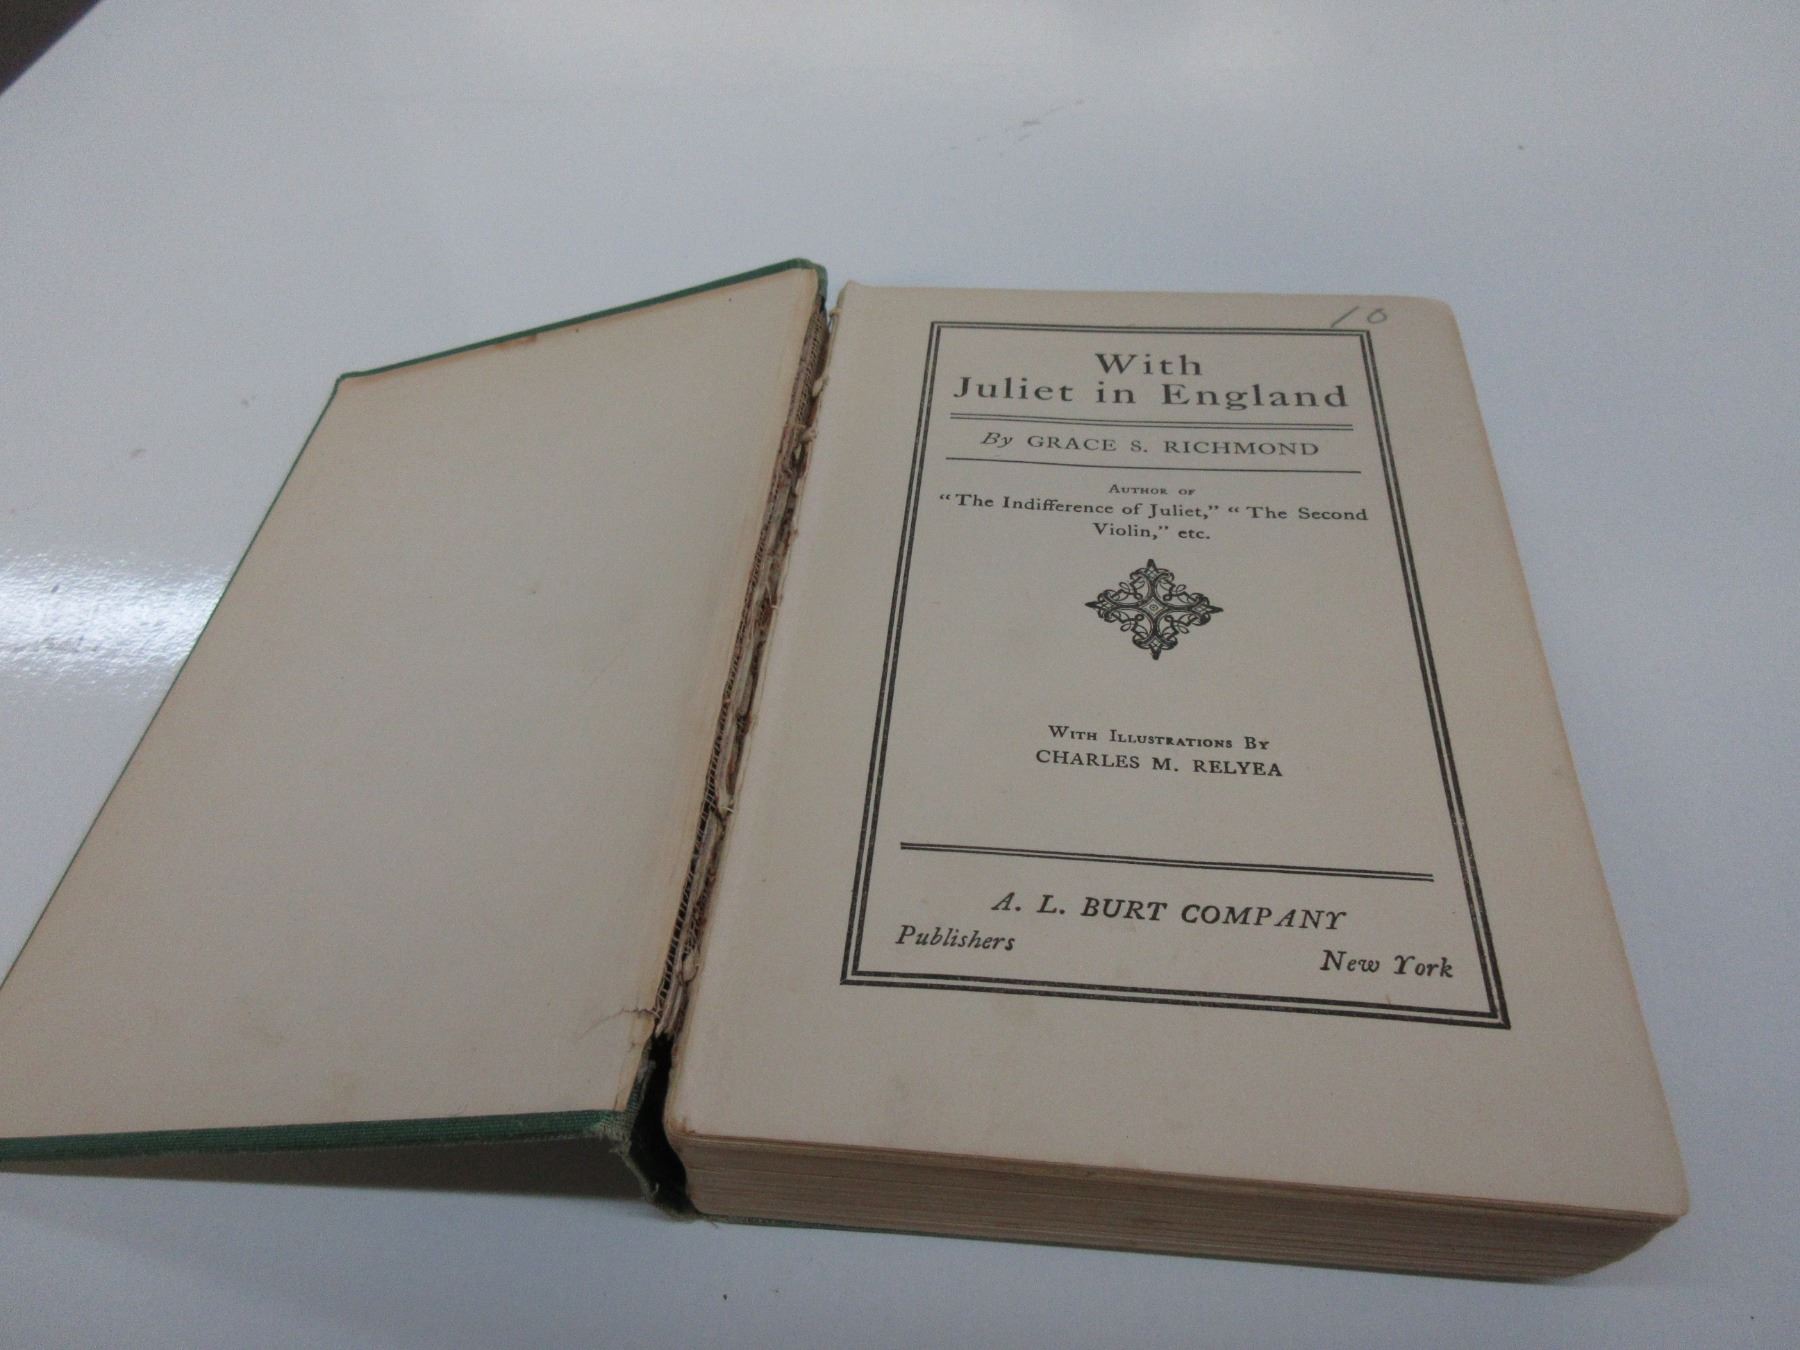 10
With
Juliet in England
By GRACE S. RICHMOND
AUTHOR OF
“The Indifference of Juliet,” “The Second
Violin,” etc.
WITH ILLUSTRATIONS BY
CHARLES M. RELYEA
A. L. BURT COMPANY
Publishers New York